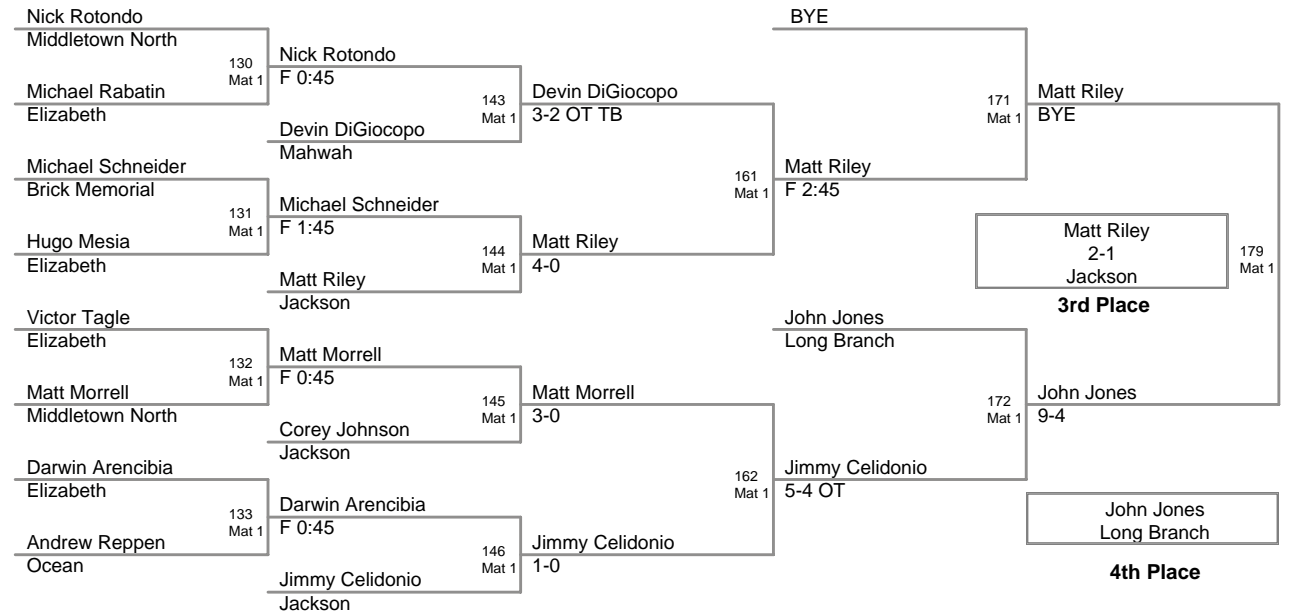 Nick Rotondo
Middletown North
130
Mat 1
Michael Rabatin
Elizabeth
Michael Schneider
Brick Memorial
131
Mat 1
Hugo Mesia
Elizabeth
Victor Tagle
Elizabeth
132
Mat 1
Matt Morrell
Middletown North
Darwin Arencibia
Elizabeth
133
Mat 1
Andrew Reppen
Ocean
Nick Rotondo
F 0:45
143
Mat 1
Devin DiGiocopo
Mahwah
Michael Schneider
F 1:45
144
Mat 1
Matt Riley
Jackson
Matt Morrell
F 0:45
145
Mat 1
Corey Johnson
Jackson
Darwin Arencibia
F 0:45
146
Mat 1
Jimmy Celidonio
Jackson
Devin DiGiocopo
3-2 OT TB
161
Mat 1
Matt Riley
4-0
Matt Morrell
3-0
162
Mat 1
Jimmy Celidonio
1-0
BYE
171
Mat 1
Matt Riley
F 2:45
John Jones
Long Branch
172
Mat 1
Jimmy Celidonio
5-4 OT
Matt Riley
BYE
179
Mat 1
John Jones
9-4
Matt Riley
2-1
Jackson
3rd Place
John Jones
Long Branch
4th Place